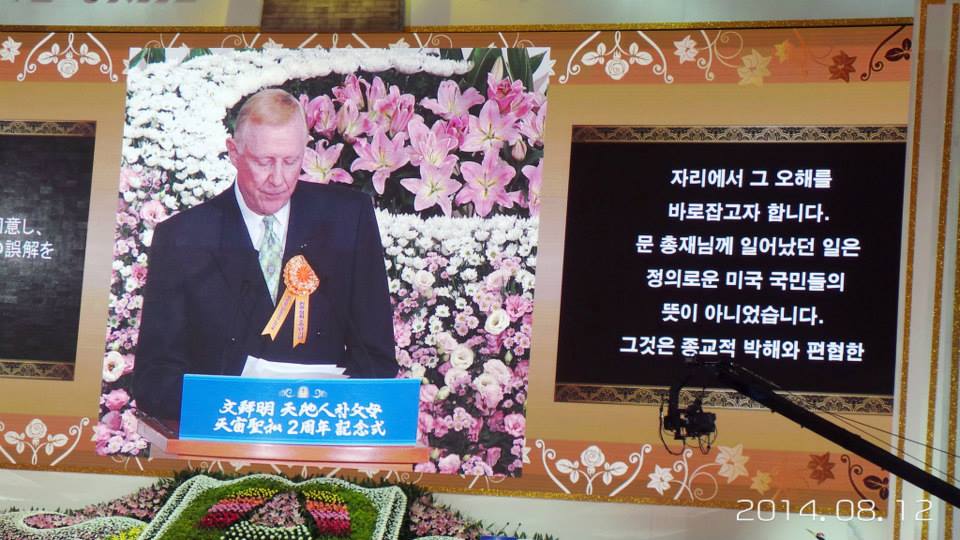 意し、
の誤解を
자리에서 그 오해를
바로잡고자 합니다.
문 총재님께 일어났던 일은
정의로운 미국 국민들의
뜻이 아니었습니다.
그것은 종교적 박해와 편협한
文鮮明 天地人참父母
天宙聖和 2周年 記念式
2014. 08. 12